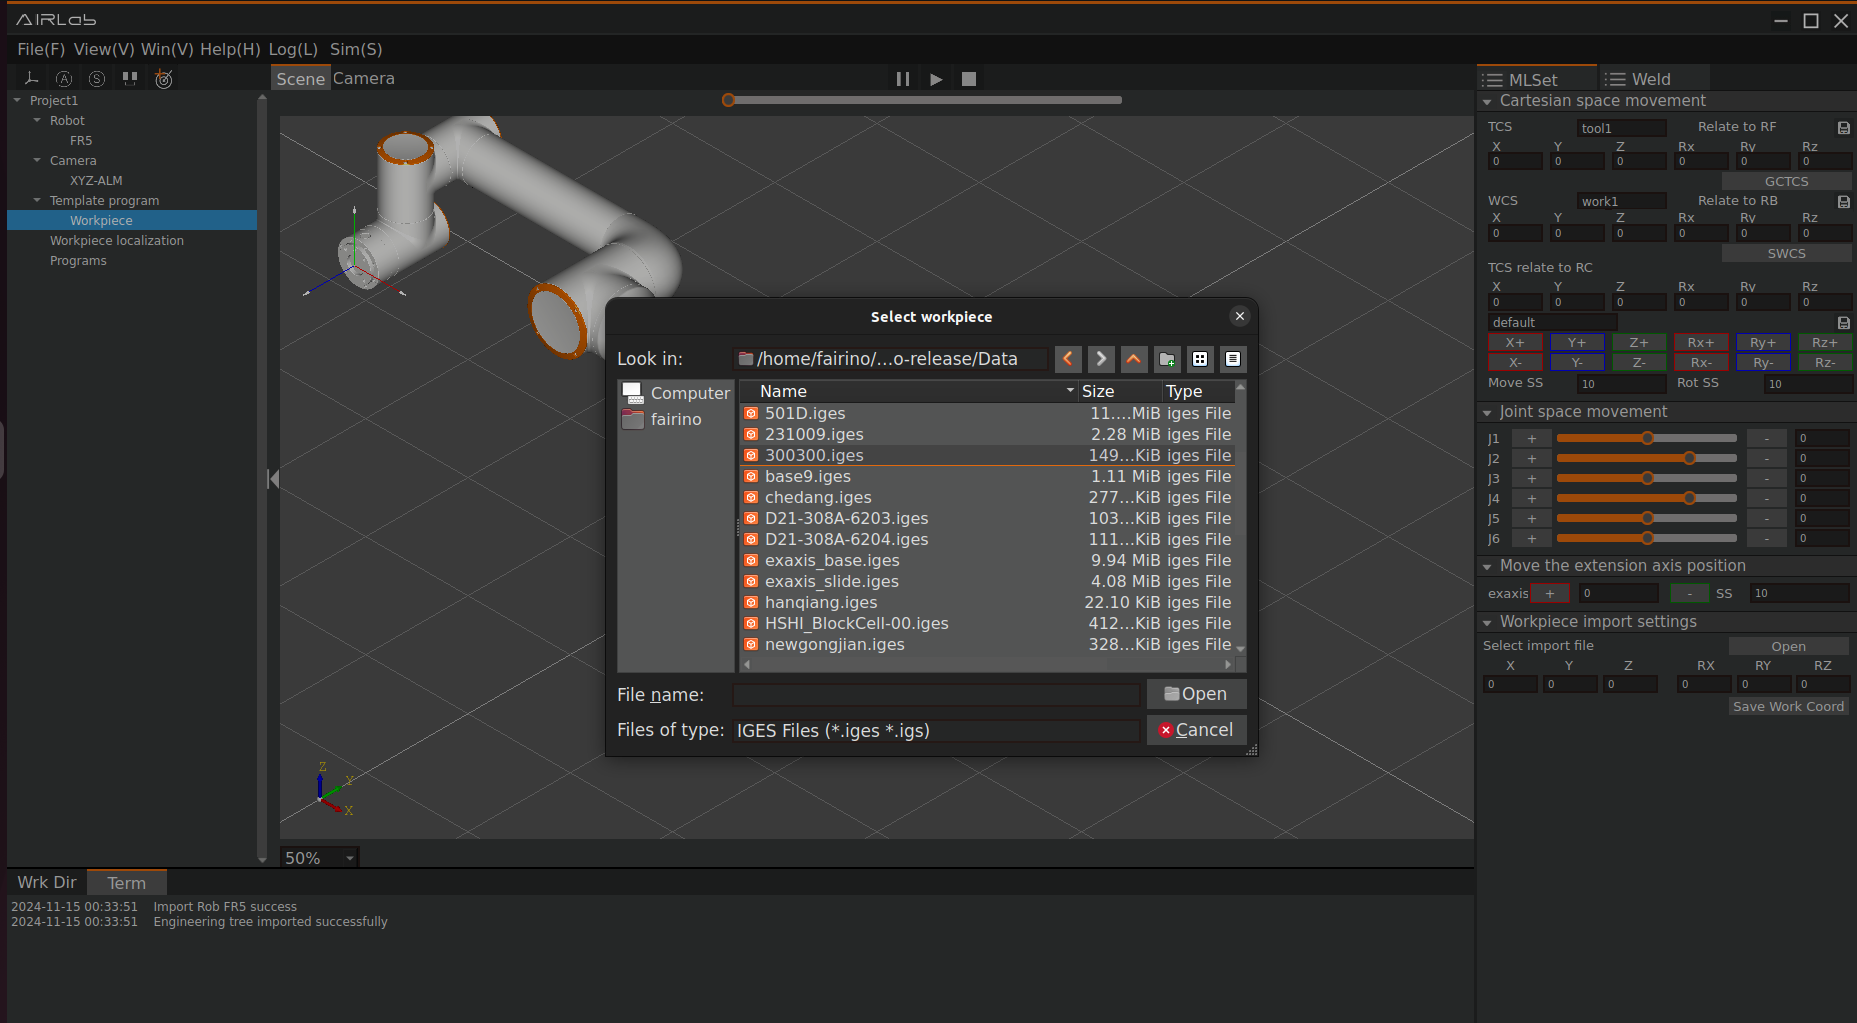 AIRLab
File(F) View(V) Win(V) Help(H) Log(L) Sim(S)
Scene Camera
Project1
Robot
FR5
Camera
XYZ-ALM
Template program
Workpiece
Workpiece localization
Programs
50%
Select workpiece
Look in: /home/fairino/...o-release/Data
Computer
fairino
Name Size Type
501D.iges 11....MiB iges File
231009.iges 2.28 MiB iges File
300300.iges 149...KiB iges File
base9.iges 1.11 MiB iges File
chedang.iges 277...KiB iges File
D21-308A-6203.iges 103...KiB iges File
D21-308A-6204.iges 111...KiB iges File
exaxis_base.iges 9.94 MiB iges File
exaxis_slide.iges 4.08 MiB iges File
hanqiang.iges 22.10 KiB iges File
HSHI_BlockCell-00.iges 412...KiB iges File
newgongjian.iges 328...KiB iges File
File name: Open
Files of type: IGES Files (*.iges *.igs) Cancel
Z
Y
X
Wrk Dir Term
2024-11-15 00:33:51 Import Rob FR5 success
2024-11-15 00:33:51 Engineering tree imported successfully
MLSet Weld
Cartesian space movement
TCS tool1 Relate to RF
X Y Z Rx Ry Rz
0 0 0 0 0 0
GCTCS
WCS work1 Relate to RB
X Y Z Rx Ry Rz
0 0 0 0 0 0
SWCS
TCS relate to RC
X Y Z Rx Ry Rz
0 0 0 0 0 0
default
X+ Y+ Z+ Rx+ Ry+ Rz+
X- Y- Z- Rx- Ry- Rz-
Move SS 10 Rot SS 10
Joint space movement
J1 + - 0
J2 + - 0
J3 + - 0
J4 + - 0
J5 + - 0
J6 + - 0
Move the extension axis position
exaxis + 0 - SS 10
Workpiece import settings
Select import file Open
X Y Z RX RY RZ
0 0 0 0 0 0
Save Work Coord